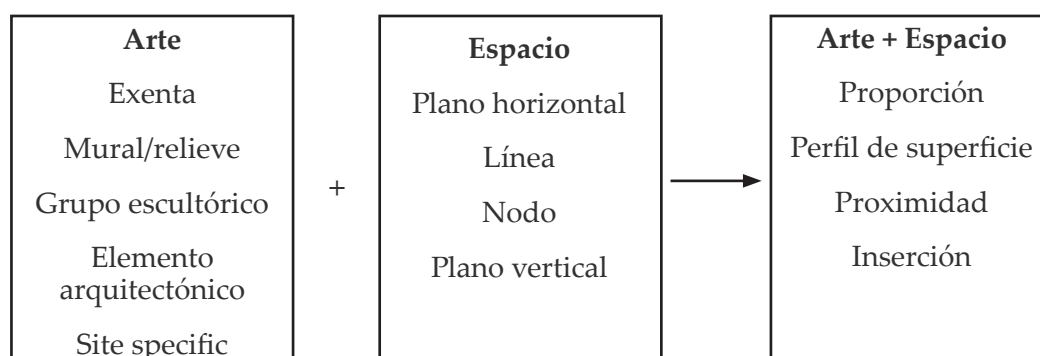 Arte
Exenta
Mural/relieve
Grupo escultórico
Elemento
arquitectónico
Site specific
+
Espacio
Plano horizontal
Línea
Nodo
Plano vertical
Arte + Espacio
Proporción
Perfil de superficie
Proximidad
Inserción